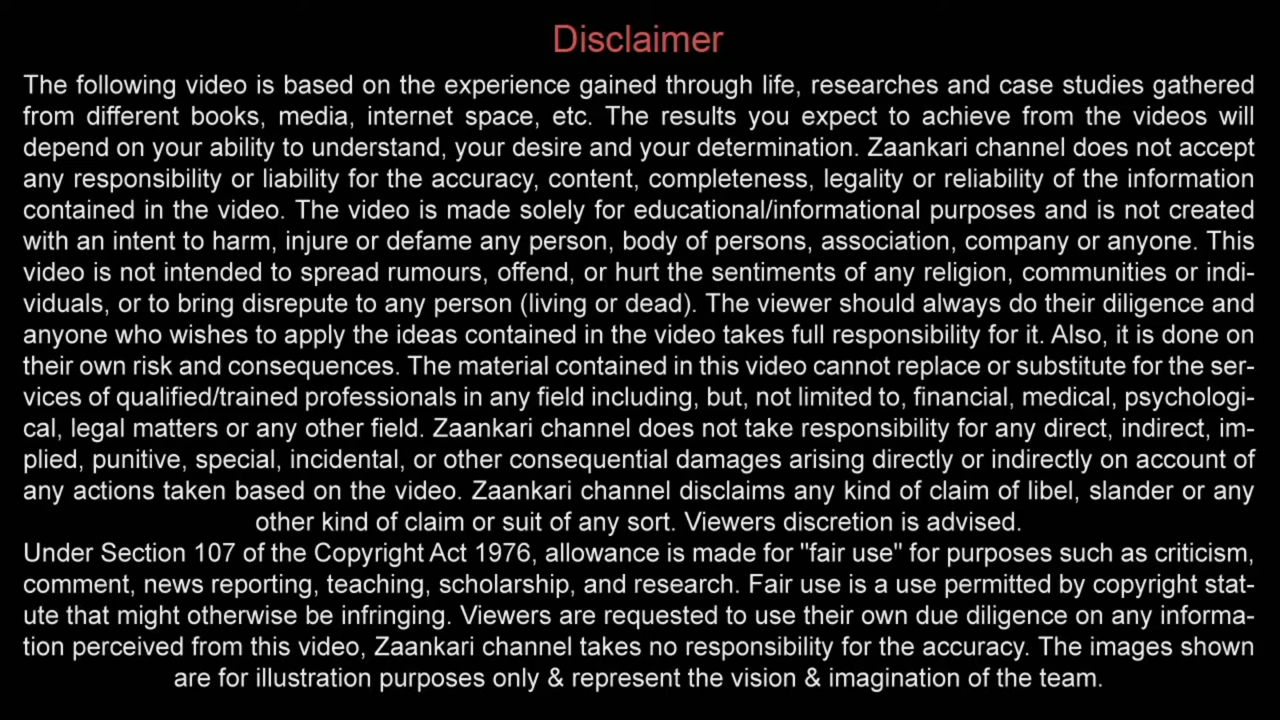 Disclaimer
The following video is based on the experience gained through life, researches and case studies gathered
from different books, media, internet space, etc. The results you expect to achieve from the videos will
depend on your ability to understand, your desire and your determination. Zaankari channel does not accept
any responsibility or liability for the accuracy, content, completeness, legality or reliability of the information
contained in the video. The video is made solely for educational/informational purposes and is not created
with an intent to harm, injure or defame any person, body of persons, association, company or anyone. This
video is not intended to spread rumours, offend, or hurt the sentiments of any religion, communities or indi-
viduals, or to bring disrepute to any person (living or dead). The viewer should always do their diligence and
anyone who wishes to apply the ideas contained in the video takes full responsibility for it. Also, it is done on
their own risk and consequences. The material contained in this video cannot replace or substitute for the ser-
vices of qualified/trained professionals in any field including, but, not limited to, financial, medical, psychologi-
cal, legal matters or any other field. Zaankari channel does not take responsibility for any direct, indirect, im-
plied, punitive, special, incidental, or other consequential damages arising directly or indirectly on account of
any actions taken based on the video. Zaankari channel disclaims any kind of claim of libel, slander or any
other kind of claim or suit of any sort. Viewers discretion is advised.
Under Section 107 of the Copyright Act 1976, allowance is made for "fair use" for purposes such as criticism,
comment, news reporting, teaching, scholarship, and research. Fair use is a use permitted by copyright stat-
ute that might otherwise be infringing. Viewers are requested to use their own due diligence on any informa-
tion perceived from this video, Zaankari channel takes no responsibility for the accuracy. The images shown
are for illustration purposes only & represent the vision & imagination of the team.